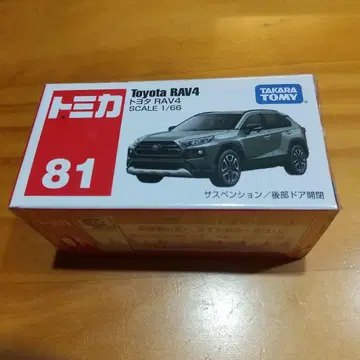 トミカ
81
Toyota RAV4
トヨタ RAV4
SCALE 1/66
TAKARA
TOMY
サスペンション／後部ドア開閉